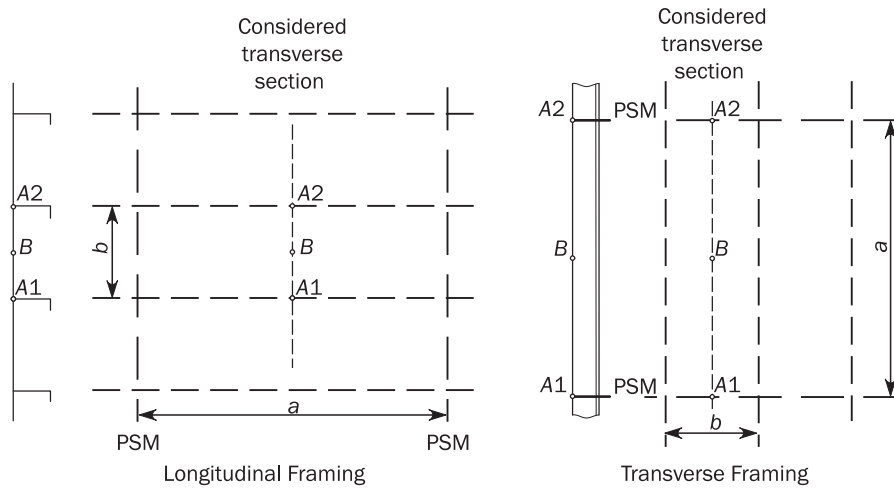 Considered
transverse
section
A2
A2
B
b
B
A1
A1
a
PSM
PSM
Longitudinal Framing
Considered
transverse
section
A2
PSM
A2
B
B
a
A1
PSM
A1
b
Transverse Framing